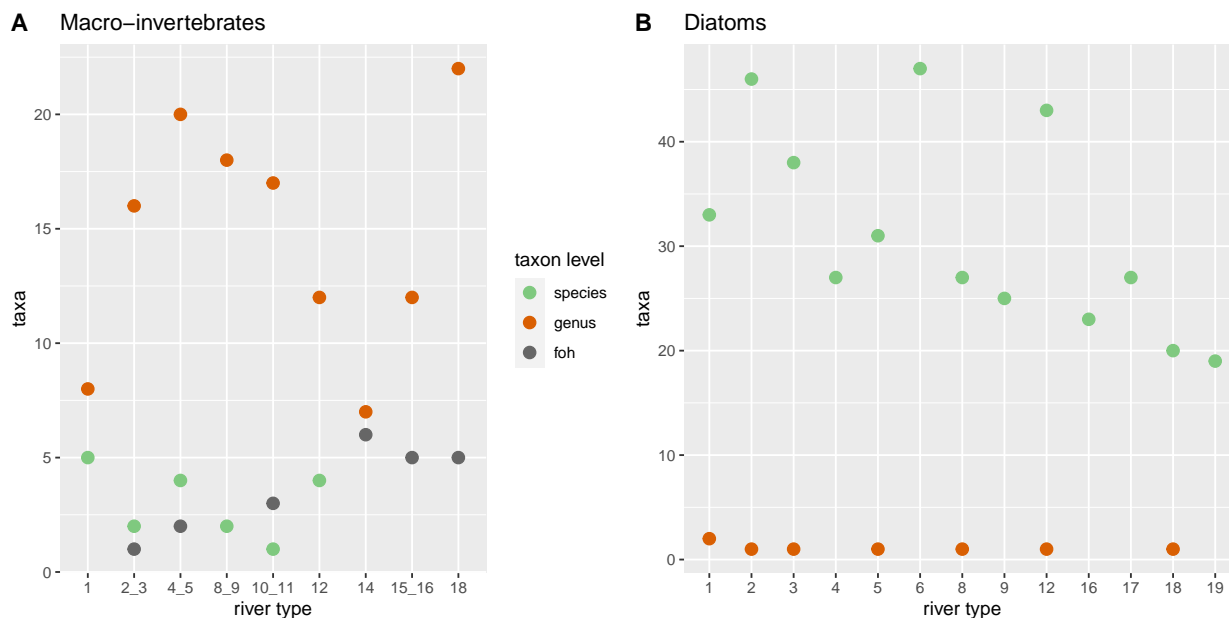 A Macro−invertebrates
20
15
10
5
0
taxa
1 2_3 4_5 8_9 10_11 12 14 15_16 18
river type
taxon level
species
genus
foh
B Diatoms
40
30
20
10
0
taxa
1 2 3 4 5 6 8 9 12 16 17 18 19
river type